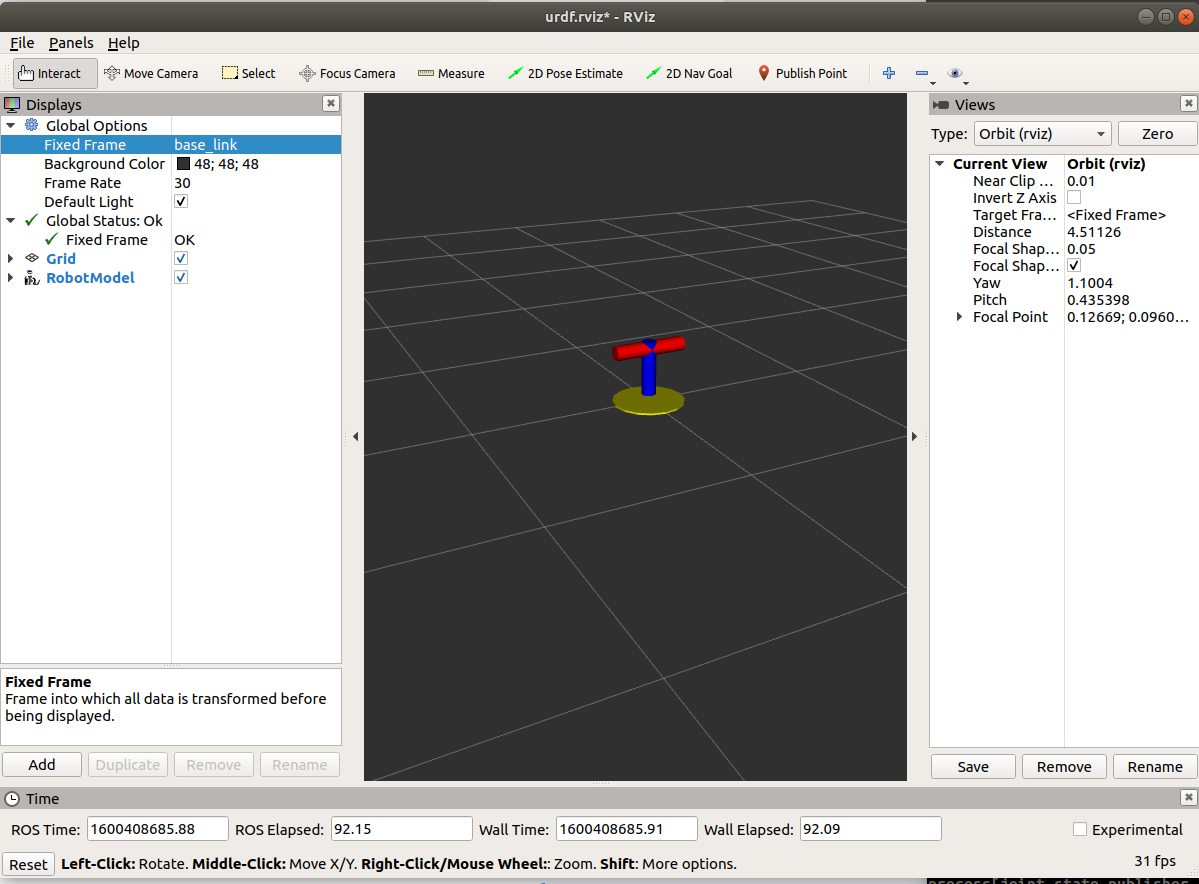 urdf.rviz* - RViz
File Panels Help
Interact Move Camera Select Focus Camera Measure 2D Pose Estimate 2D Nav Goal Publish Point
Displays
Global Options
Fixed Frame base_link
Background Color 48; 48; 48
Frame Rate 30
Default Light
Global Status: Ok
Fixed Frame OK
Grid
RobotModel
Fixed Frame
Frame into which all data is transformed before
being displayed.
Add Duplicate Remove Rename
Views
Type: Orbit (rviz) Zero
Current View Orbit (rviz)
Near Clip ... 0.01
Invert Z Axis
Target Fra... <Fixed Frame>
Distance 4.51126
Focal Shap... 0.05
Focal Shap...
Yaw 1.1004
Pitch 0.435398
Focal Point 0.12669; 0.0960...
Save Remove Rename
Time
ROS Time: 1600408685.88 ROS Elapsed: 92.15 Wall Time: 1600408685.91 Wall Elapsed: 92.09 Experimental
Reset Left-Click: Rotate. Middle-Click: Move X/Y. Right-Click/Mouse Wheel:: Zoom. Shift: More options. 31 fps